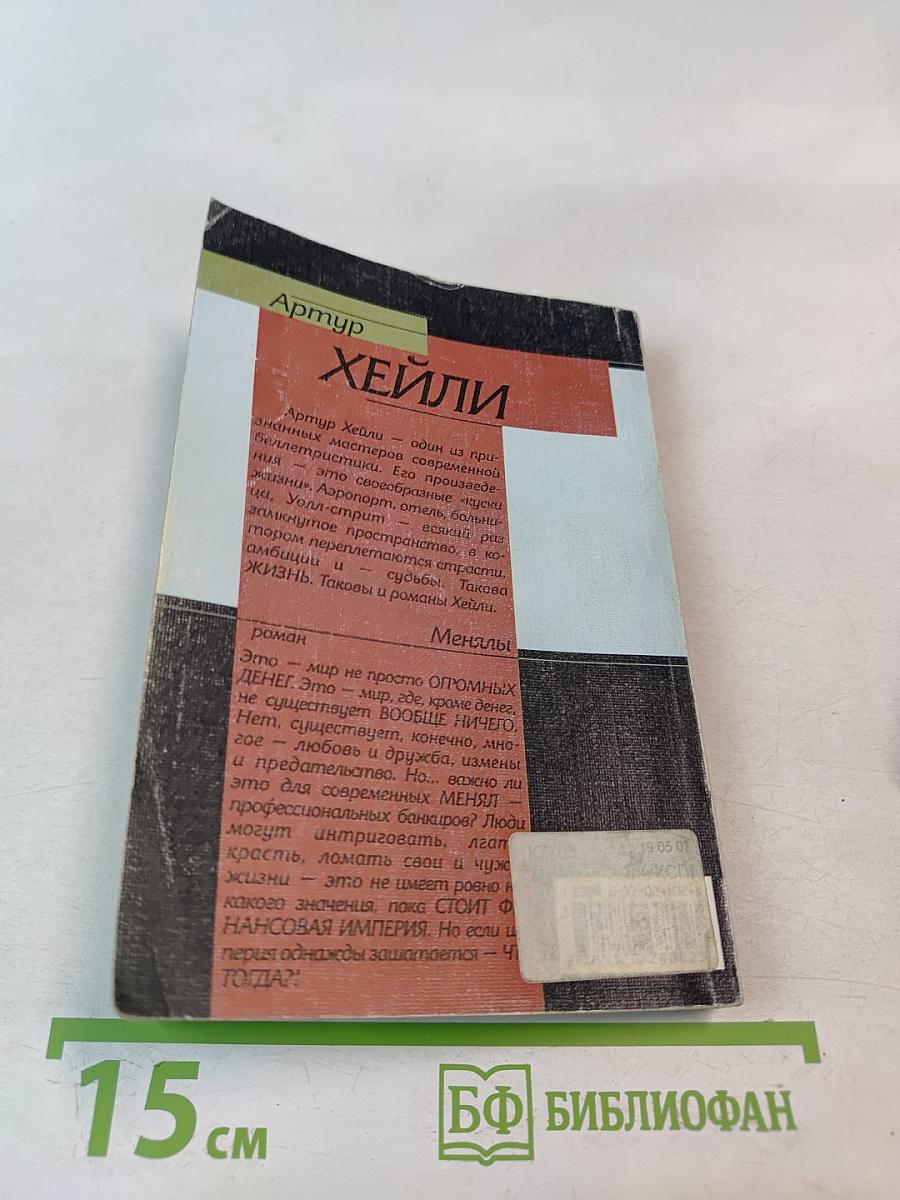 Артур
ХЕЙЛИ
Артур Хейли — один из при-
знанных мастеров современной
беллетристики. Его произведе-
ния — это своеобразные «куски
жизни». Аэропорт, отель, больни-
ца, Уолл-стрит — всякий раз
замкнутое пространство, в ко-
тором переплетаются страсти,
амбиции и — судьбы. Такова
ЖИЗНЬ. Таковы и романы Хейли.
роман Менялы
Это — мир не просто ОГРОМНЫХ
ДЕНЕГ. Это — мир, где, кроме денег,
не существует ВООБЩЕ НИЧЕГО.
Нет, существует, конечно, мно-
гое — любовь и дружба, измены
и предательство. Но... важно ли
это для современных МЕНЯЛ —
профессиональных банкиров? Люди
могут интриговать, лгать,
красть, ломать свои и чужи
жизни — это не имеет ровно н
какого значения, пока СТОИТ Ф
НАНСОВАЯ ИМПЕРИЯ. Но если и
перия однажды зашатается — ЧТ
ТОГДА?!
19 05 07
15 см
БФ БИБЛИОФАН